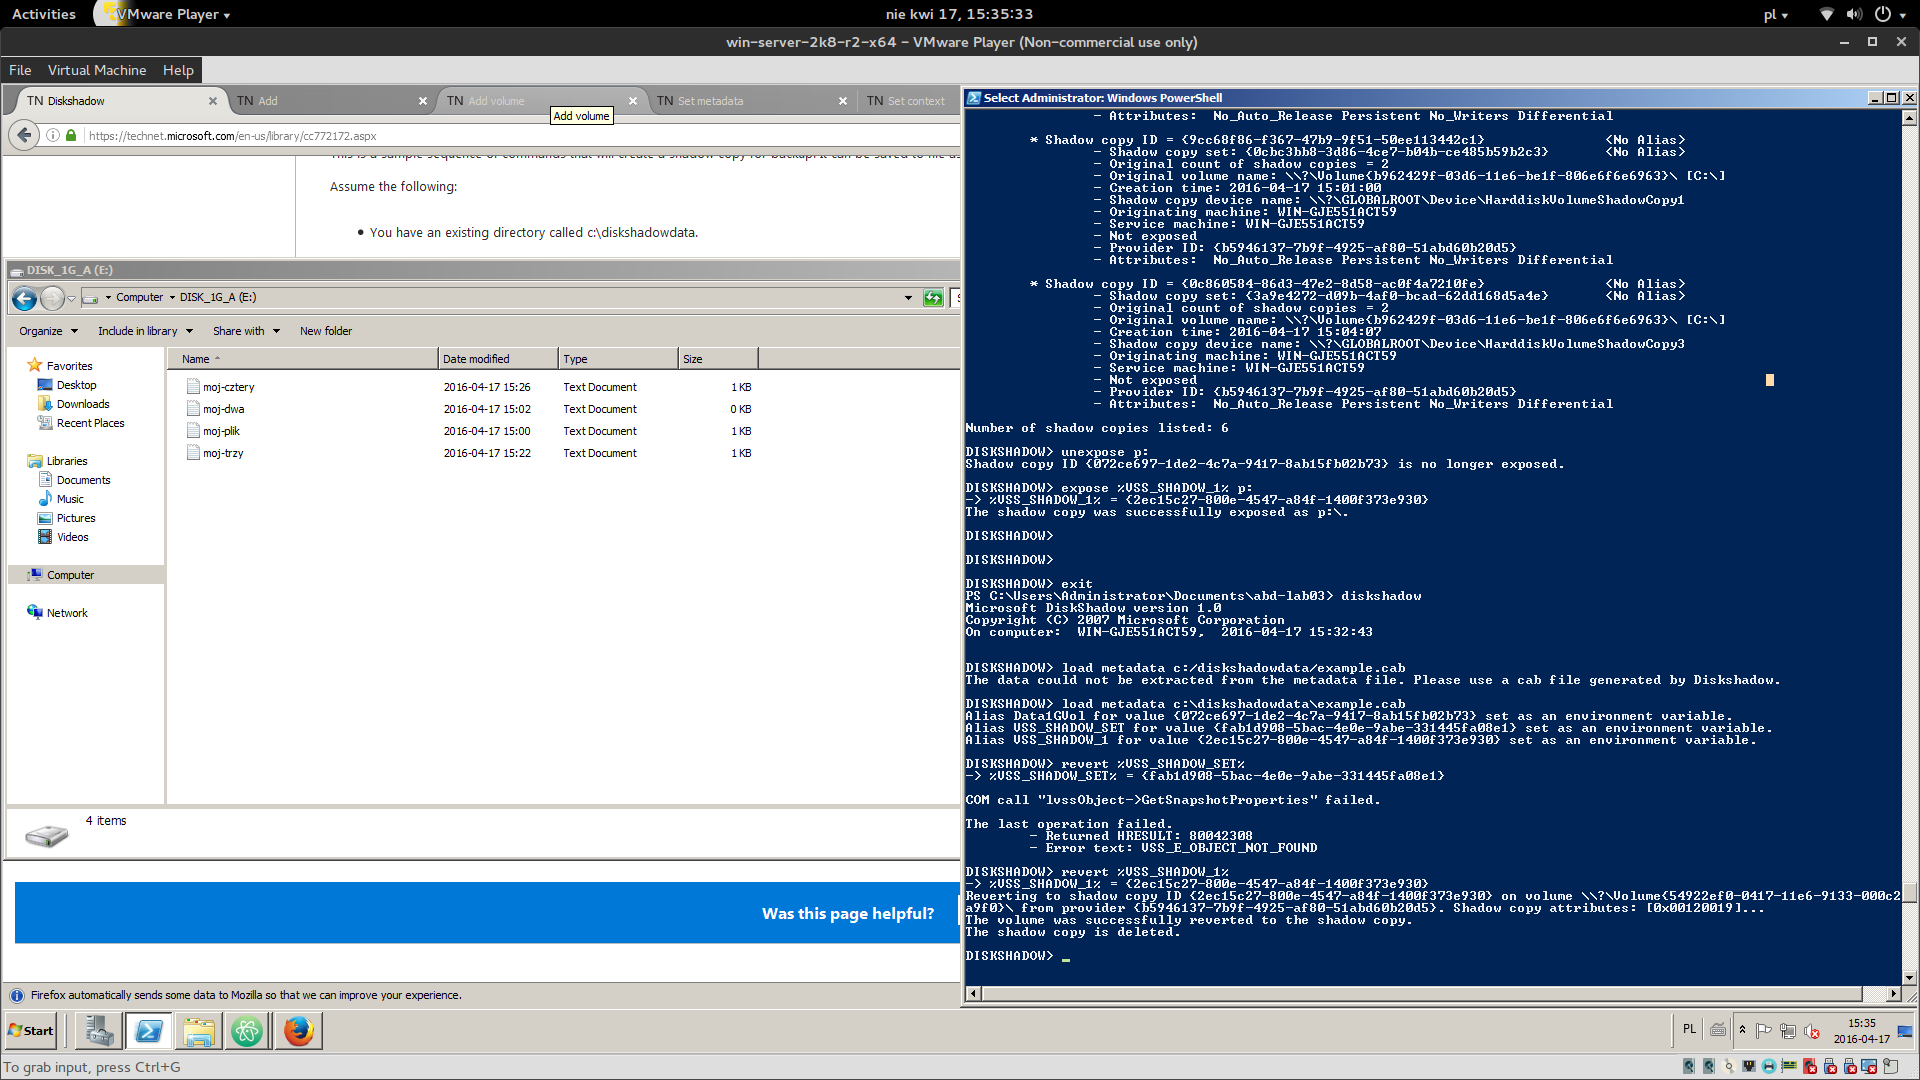 Activities
VMware Player
nie kwi 17, 15:35:33
pl
win-server-2k8-r2-x64 – VMware Player (Non-commercial use only)
File Virtual Machine Help
TN Diskshadow
TN Add
TN Add volume
TN Set metadata
TN Set context
Add volume
https://technet.microsoft.com/en-us/library/cc772172.aspx
Assume the following:
You have an existing directory called c:\diskshadowdata.
DISK_1G_A (E:)
Computer DISK_1G_A (E:)
Organize Include in library Share with New folder
Favorites
Desktop
Downloads
Recent Places
Libraries
Documents
Music
Pictures
Videos
Computer
Network
Name Date modified Type Size
moj-cztery 2016-04-17 15:26 Text Document 1 KB
moj-dwa 2016-04-17 15:02 Text Document 0 KB
moj-plik 2016-04-17 15:00 Text Document 1 KB
moj-trzy 2016-04-17 15:22 Text Document 1 KB
4 items
Was this page helpful?
Firefox automatically sends some data to Mozilla so that we can improve your experience.
Select Administrator: Windows PowerShell
- Attributes: No_Auto_Release Persistent No_Writers Differential
* Shadow copy ID = {9cc68f86-f367-47b9-9f51-50ee113442c1} <No Alias>
- Shadow copy set: {0cbc3bb8-3d86-4ce7-b04b-ce485b59b2c3} <No Alias>
- Original count of shadow copies = 2
- Original volume name: \\?\Volume{b962429f-03d6-11e6-be1f-806e6f6e6963}\ [C:\]
- Creation time: 2016-04-17 15:01:00
- Shadow copy device name: \\?\GLOBALROOT\Device\HarddiskVolumeShadowCopy1
- Originating machine: WIN-GJE551ACT59
- Service machine: WIN-GJE551ACT59
- Not exposed
- Provider ID: {b5946137-7b9f-4925-af80-51abd60b20d5}
- Attributes: No_Auto_Release Persistent No_Writers Differential
* Shadow copy ID = {0c860584-86d3-47e2-8d58-ac0f4a7210fe} <No Alias>
- Shadow copy set: {3a9e4272-d09b-4af0-bcad-62dd168d5a4e} <No Alias>
- Original count of shadow copies = 2
- Original volume name: \\?\Volume{b962429f-03d6-11e6-be1f-806e6f6e6963}\ [C:\]
- Creation time: 2016-04-17 15:04:07
- Shadow copy device name: \\?\GLOBALROOT\Device\HarddiskVolumeShadowCopy3
- Originating machine: WIN-GJE551ACT59
- Service machine: WIN-GJE551ACT59
- Not exposed
- Provider ID: {b5946137-7b9f-4925-af80-51abd60b20d5}
- Attributes: No_Auto_Release Persistent No_Writers Differential
Number of shadow copies listed: 6
DISKSHADOW> unexpose p:
Shadow copy ID {072ce697-1de2-4c7a-9417-8ab15fb02b73} is no longer exposed.
DISKSHADOW> expose %VSS_SHADOW_1% p:
-> %VSS_SHADOW_1% = {2ec15c27-800e-4547-a84f-1400f373e930}
The shadow copy was successfully exposed as p:\.
DISKSHADOW>
DISKSHADOW>
DISKSHADOW> exit
PS C:\Users\Administrator\Documents\abd-lab03> diskshadow
Microsoft DiskShadow version 1.0
Copyright (C) 2007 Microsoft Corporation
On computer: WIN-GJE551ACT59, 2016-04-17 15:32:43
DISKSHADOW> load metadata c:/diskshadowdata/example.cab
The data could not be extracted from the metadata file. Please use a cab file generated by Diskshadow.
DISKSHADOW> load metadata c:\diskshadowdata\example.cab
Alias Data1GVol for value {072ce697-1de2-4c7a-9417-8ab15fb02b73} set as an environment variable.
Alias VSS_SHADOW_SET for value {fab1d908-5bac-4e0e-9abe-331445fa08e1} set as an environment variable.
Alias VSS_SHADOW_1 for value {2ec15c27-800e-4547-a84f-1400f373e930} set as an environment variable.
DISKSHADOW> revert %VSS_SHADOW_SET%
-> %VSS_SHADOW_SET% = {fab1d908-5bac-4e0e-9abe-331445fa08e1}
COM call "lvssObject->GetSnapshotProperties" failed.
The last operation failed.
- Returned HRESULT: 80042308
- Error text: VSS_E_OBJECT_NOT_FOUND
DISKSHADOW> revert %VSS_SHADOW_1%
-> %VSS_SHADOW_1% = {2ec15c27-800e-4547-a84f-1400f373e930}
Reverting to shadow copy ID {2ec15c27-800e-4547-a84f-1400f373e930} on volume \\?\Volume{54922ef0-0417-11e6-9133-000c2
a9f0}\ from provider {b5946137-7b9f-4925-af80-51abd60b20d5}. Shadow copy attributes: [0x00120019]...
The volume was successfully reverted to the shadow copy.
The shadow copy is deleted.
DISKSHADOW> _
Start
PL
15:35
2016-04-17
To grab input, press Ctrl+G